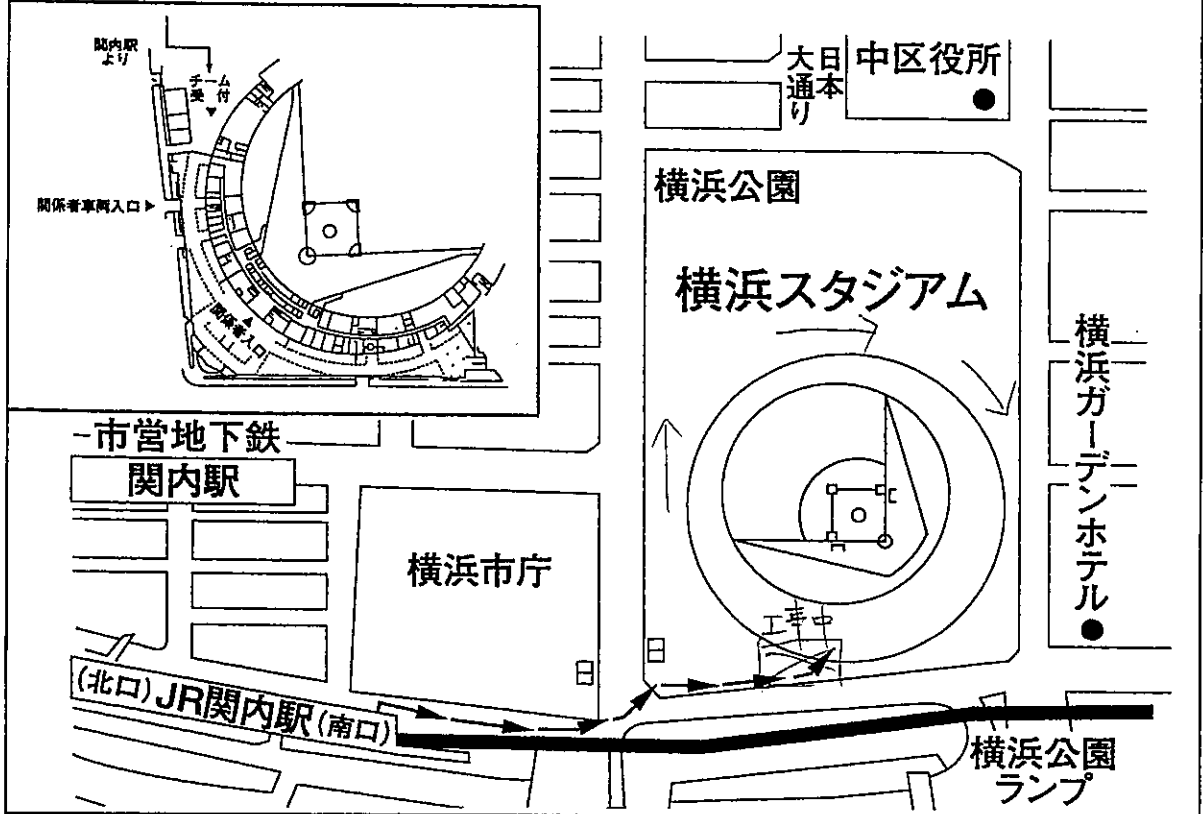 関内駅
より
チーム
受付
関係者車両入口
関係者入口
日本
大通り
中区役所
横浜公園
横浜スタジアム
横浜ガーデンホテル
市営地下鉄
関内駅
横浜市庁
工事中
(北口)JR関内駅(南口)
横浜公園
ランプ